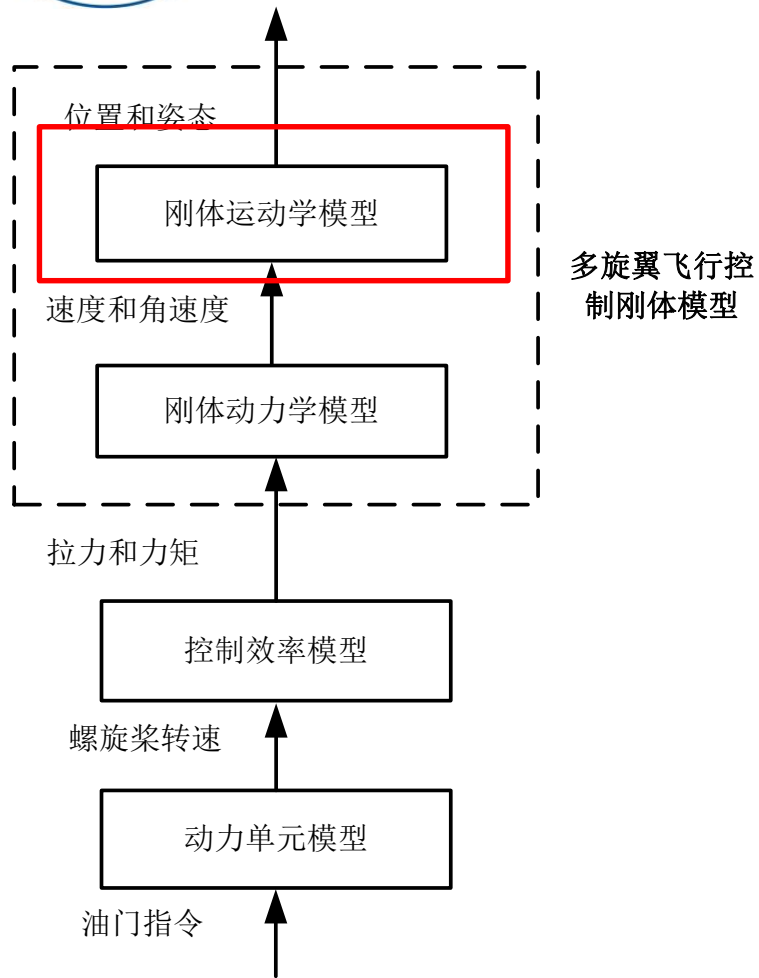 位置和姿态
刚体运动学模型
速度和角速度
多旋翼飞行控
制刚体模型
刚体动力学模型
拉力和力矩
控制效率模型
螺旋桨转速
动力单元模型
油门指令